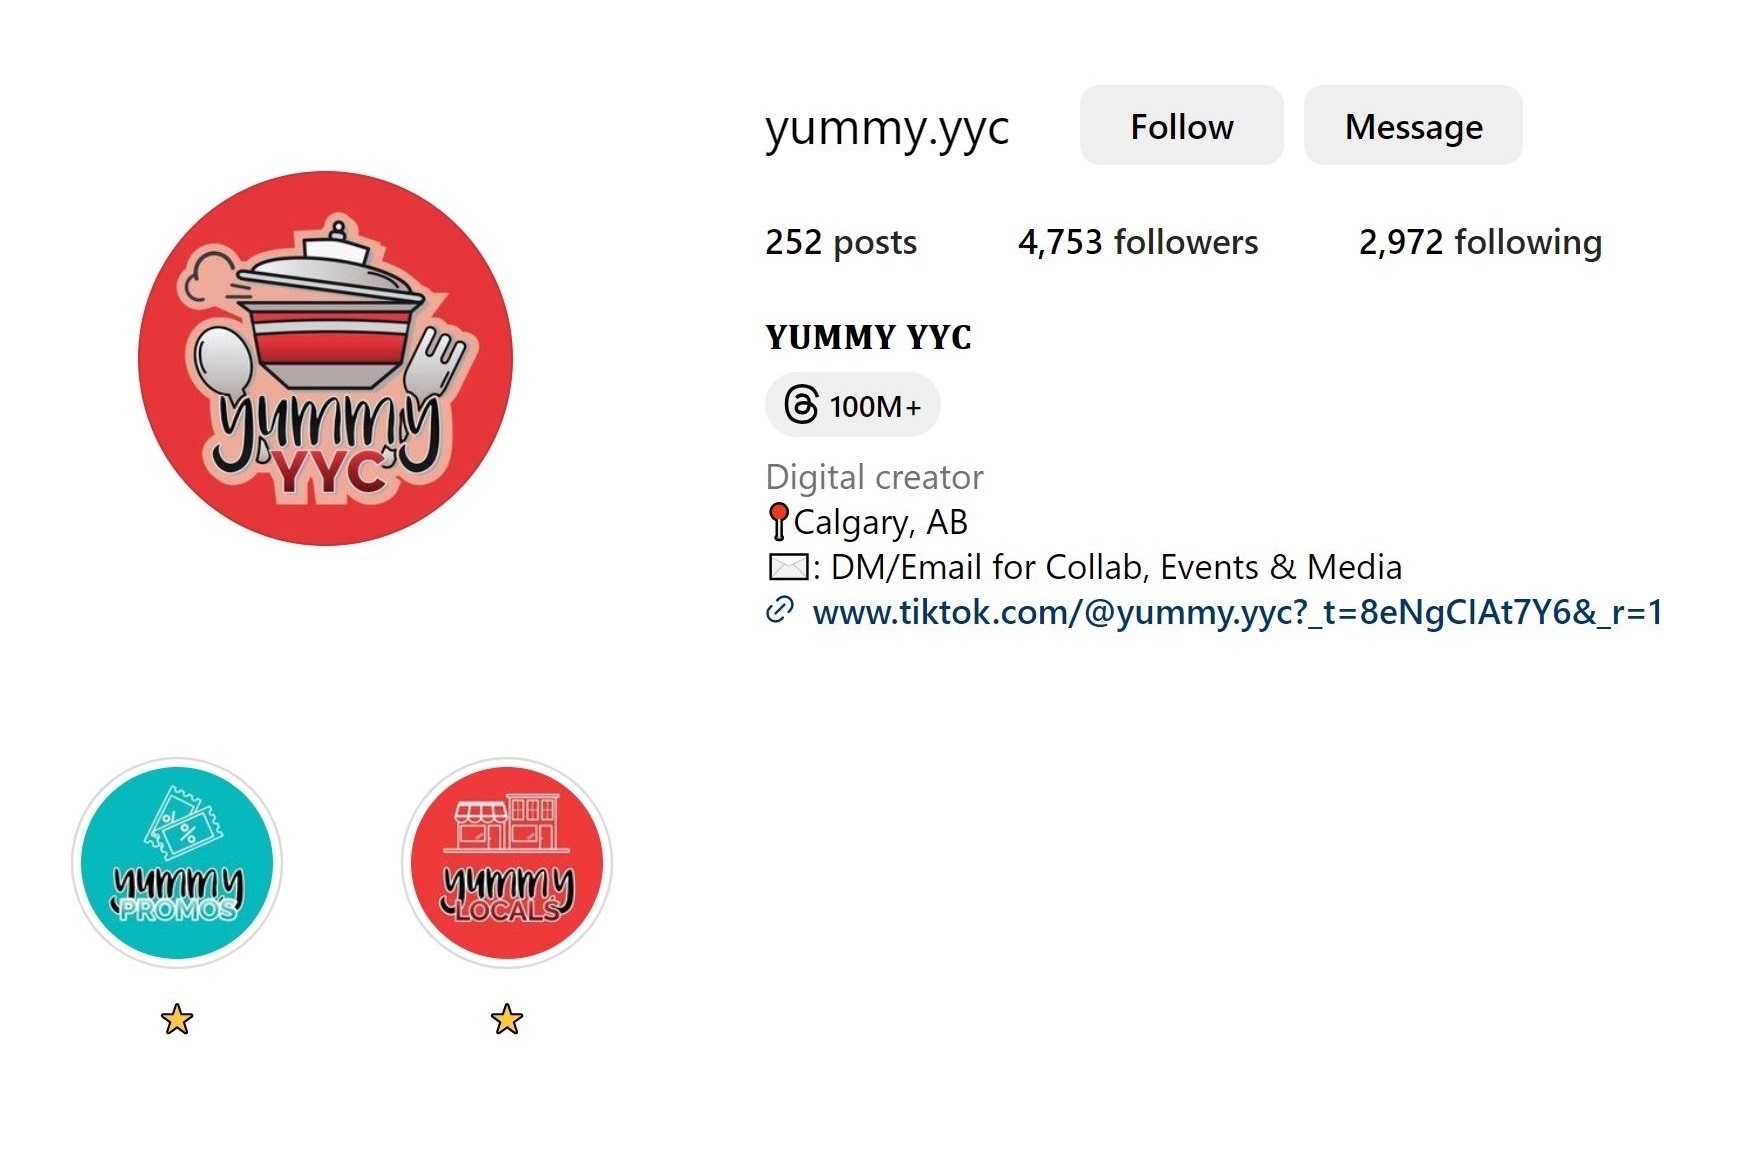 yummy.yyc Follow Message
252 posts 4,753 followers 2,972 following
YUMMY YYC
100M+
Digital creator
📍Calgary, AB
✉️: DM/Email for Collab, Events & Media
www.tiktok.com/@yummy.yyc?_t=8eNgCIAt7Y6&_r=1
yummy
YYC
yummy
PROMOS
yummy
LOCALS
⭐
⭐